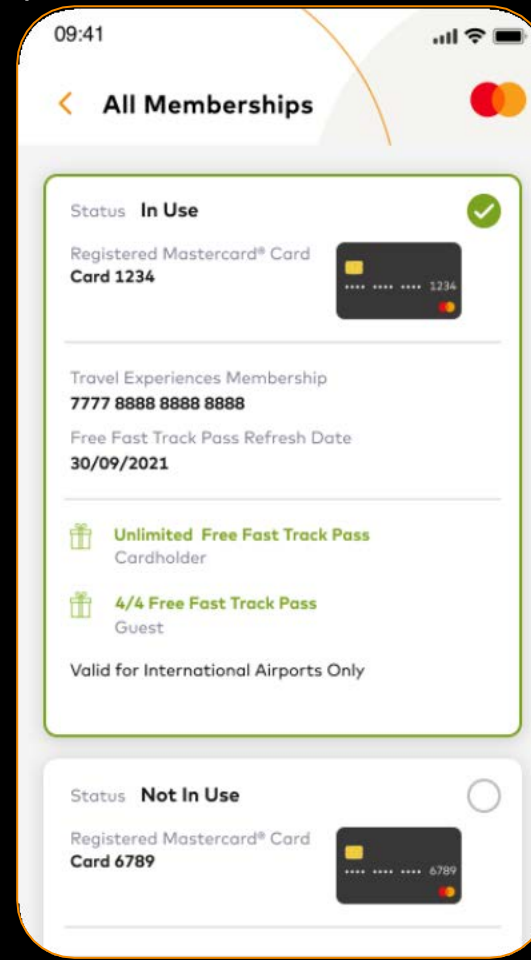 09:41
All Memberships
Status In Use
Registered Mastercard® Card
Card 1234
•••• •••• •••• 1234
Travel Experiences Membership
7777 8888 8888 8888
Free Fast Track Pass Refresh Date
30/09/2021
Unlimited Free Fast Track Pass
Cardholder
4/4 Free Fast Track Pass
Guest
Valid for International Airports Only
Status Not In Use
Registered Mastercard® Card
Card 6789
•••• •••• •••• 6789